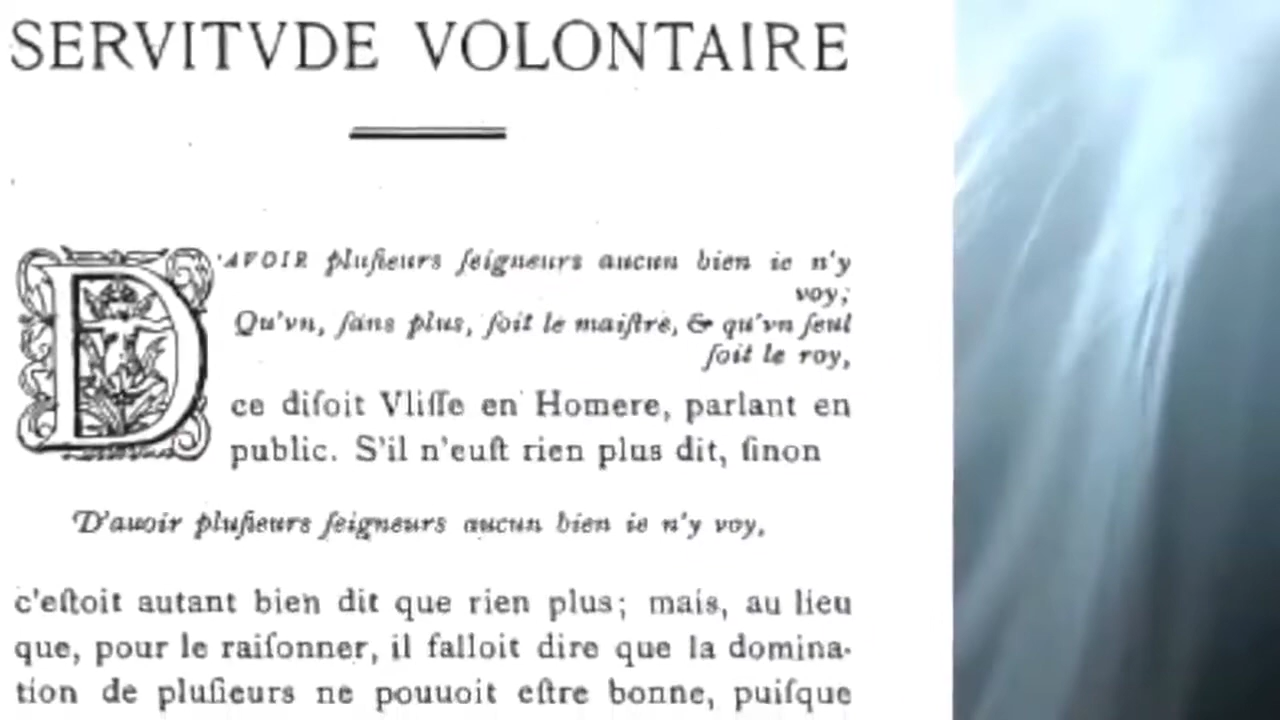 SERVITVDE VOLONTAIRE
D'AVOIR pluſieurs ſeigneurs aucun bien ie n'y
voy;
Qu'vn, ſans plus, ſoit le maiſtre, & qu'vn ſeul
ſoit le roy,
ce diſoit Vliſſe en Homere, parlant en
public. S'il n'euſt rien plus dit, ſinon
D'auoir pluſieurs ſeigneurs aucun bien ie n'y voy,
c'eſtoit autant bien dit que rien plus; mais, au lieu
que, pour le raiſonner, il falloit dire que la domina-
tion de pluſieurs ne pouuoit eſtre bonne, puiſque